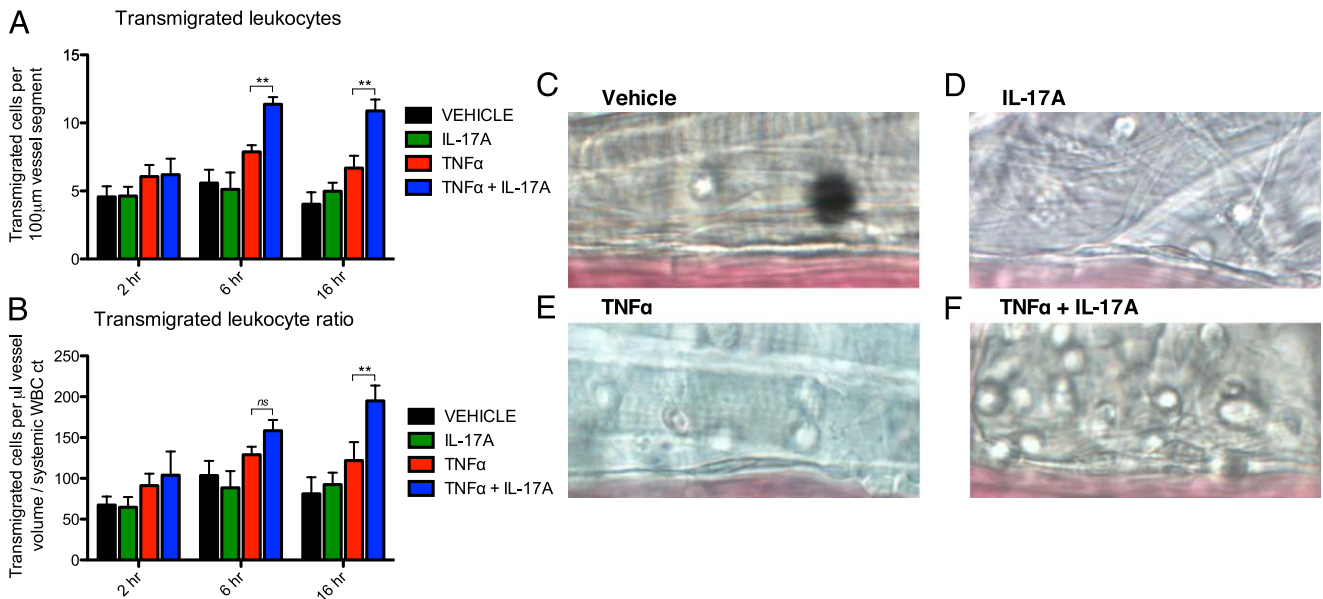 A
Transmigrated leukocytes
Transmigrated cells per
100μm vessel segment
15
10
5
0
**
**
2 hr
6 hr
16 hr
VEHICLE
IL-17A
TNFα
TNFα + IL-17A
B
Transmigrated leukocyte ratio
Transmigrated cells per μl vessel
volume / systemic WBC ct
250
200
150
100
50
0
ns
**
2 hr
6 hr
16 hr
VEHICLE
IL-17A
TNFα
TNFα + IL-17A
C
Vehicle
D
IL-17A
E
TNFα
F
TNFα + IL-17A